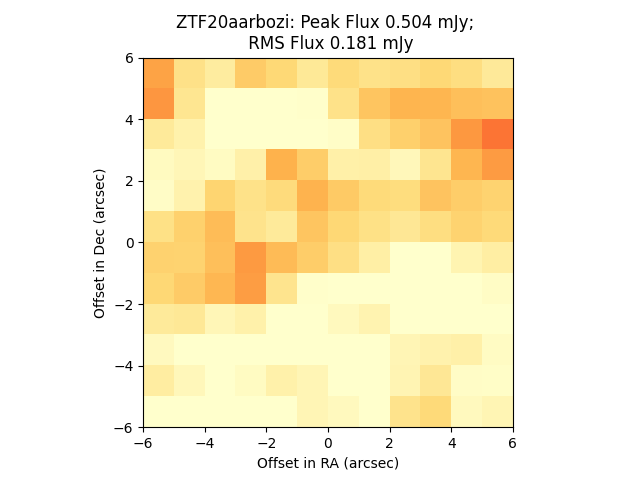 ZTF20aarbozi: Peak Flux 0.504 mJy;
RMS Flux 0.181 mJy
6
4
2
0
−2
−4
−6
Offset in Dec (arcsec)
−6 −4 −2 0 2 4 6
Offset in RA (arcsec)